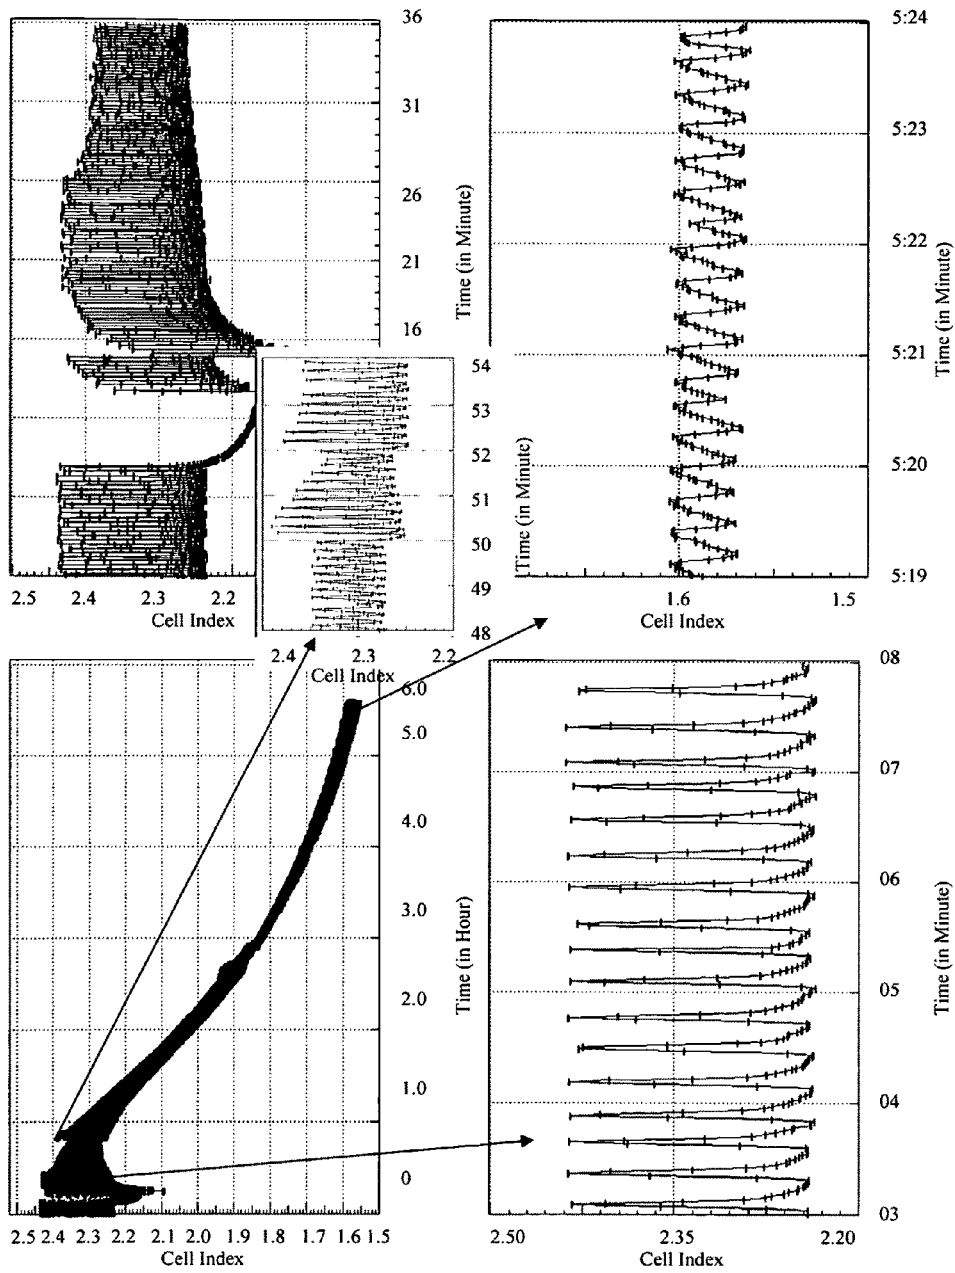 36
31
26
21
16
Time (in Minute)
2.5 2.4 2.3 2.2
Cell Index
54
53
52
51
50
49
48
Time (in Minute)
2.4 2.3 2.2
Cell Index
5:24
5:23
5:22
5:21
5:20
5:19
Time (in Minute)
1.6 1.5
Cell Index
6.0
5.0
4.0
3.0
2.0
1.0
0
Time (in Hour)
2.5 2.4 2.3 2.2 2.1 2.0 1.9 1.8 1.7 1.6 1.5
Cell Index
08
07
06
05
04
03
Time (in Minute)
2.50 2.35 2.20
Cell Index